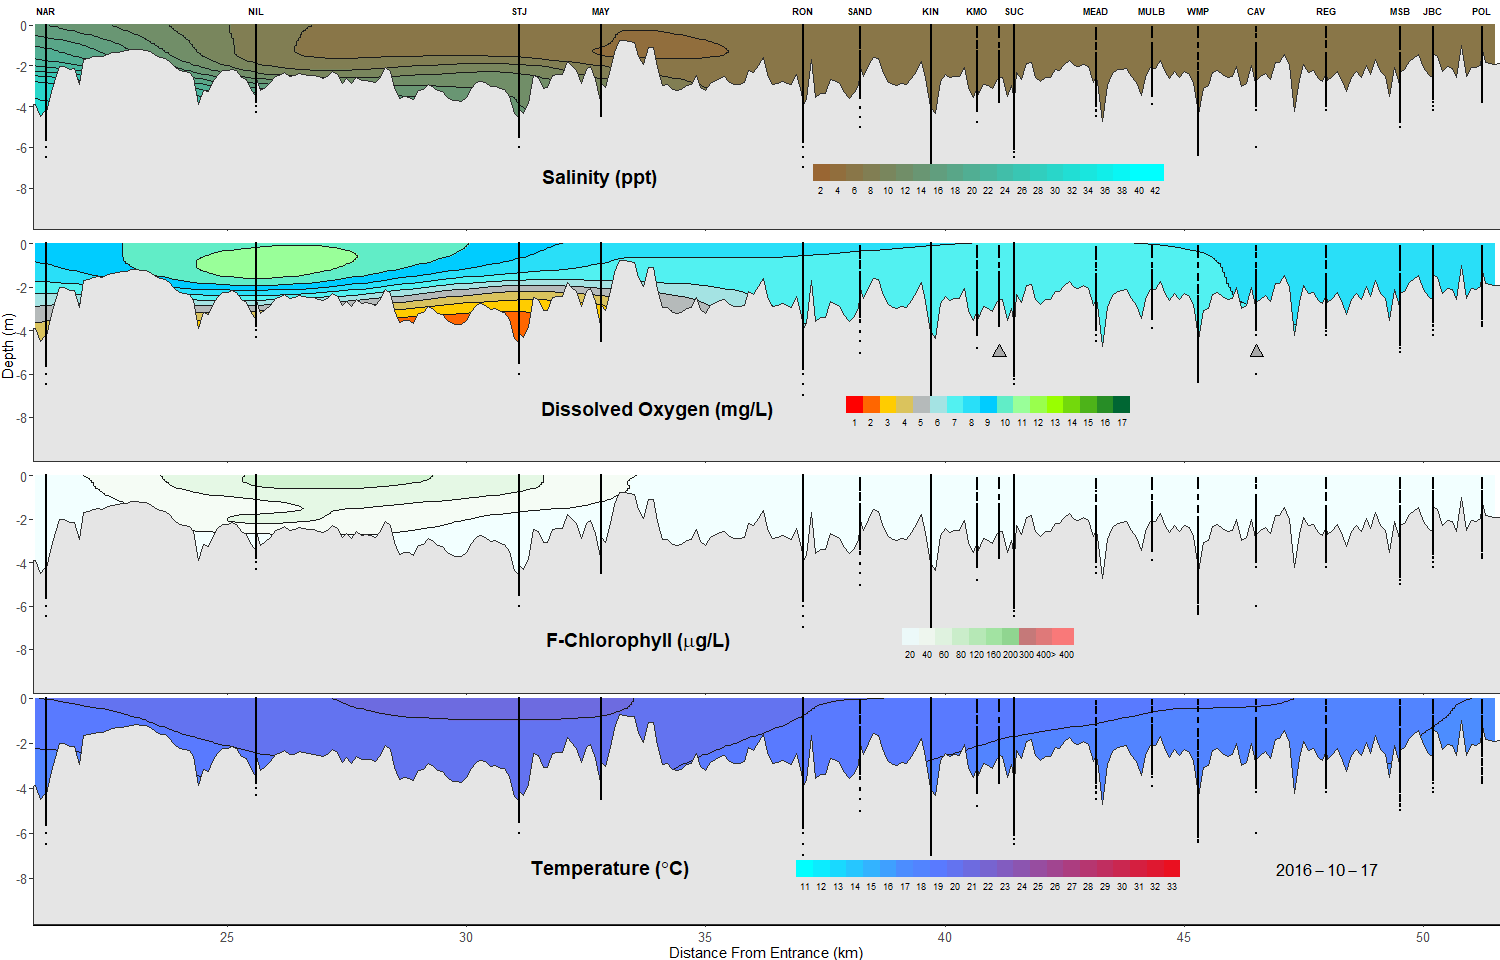 NAR NIL STJ MAY RON SAND KIN KMO SUC MEAD MULB WMP CAV REG MSB JBC POL
0
-2
-4
-6
-8
Salinity (ppt)
2 4 6 8 10 12 14 16 18 20 22 24 26 28 30 32 34 36 38 40 42
0
-2
-4
-6
-8
Depth (m)
Dissolved Oxygen (mg/L)
1 2 3 4 5 6 7 8 9 10 11 12 13 14 15 16 17
0
-2
-4
-6
-8
F-Chlorophyll (μg/L)
20 40 60 80 120 160 200 300 400> 400
0
-2
-4
-6
-8
Temperature (°C)
11 12 13 14 15 16 17 18 19 20 21 22 23 24 25 26 27 28 29 30 31 32 33
2016 – 10 – 17
25 30 35 40 45 50
Distance From Entrance (km)